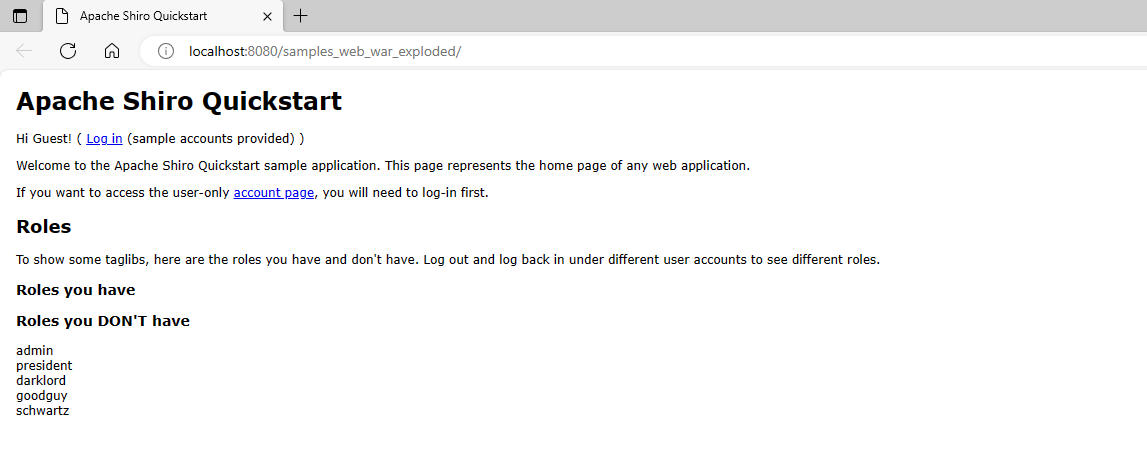 Apache Shiro Quickstart
localhost:8080/samples_web_war_exploded/
Apache Shiro Quickstart
Hi Guest! ( Log in (sample accounts provided) )
Welcome to the Apache Shiro Quickstart sample application. This page represents the home page of any web application.
If you want to access the user-only account page, you will need to log-in first.
Roles
To show some taglibs, here are the roles you have and don't have. Log out and log back in under different user accounts to see different roles.
Roles you have
Roles you DON'T have
admin
president
darklord
goodguy
schwartz